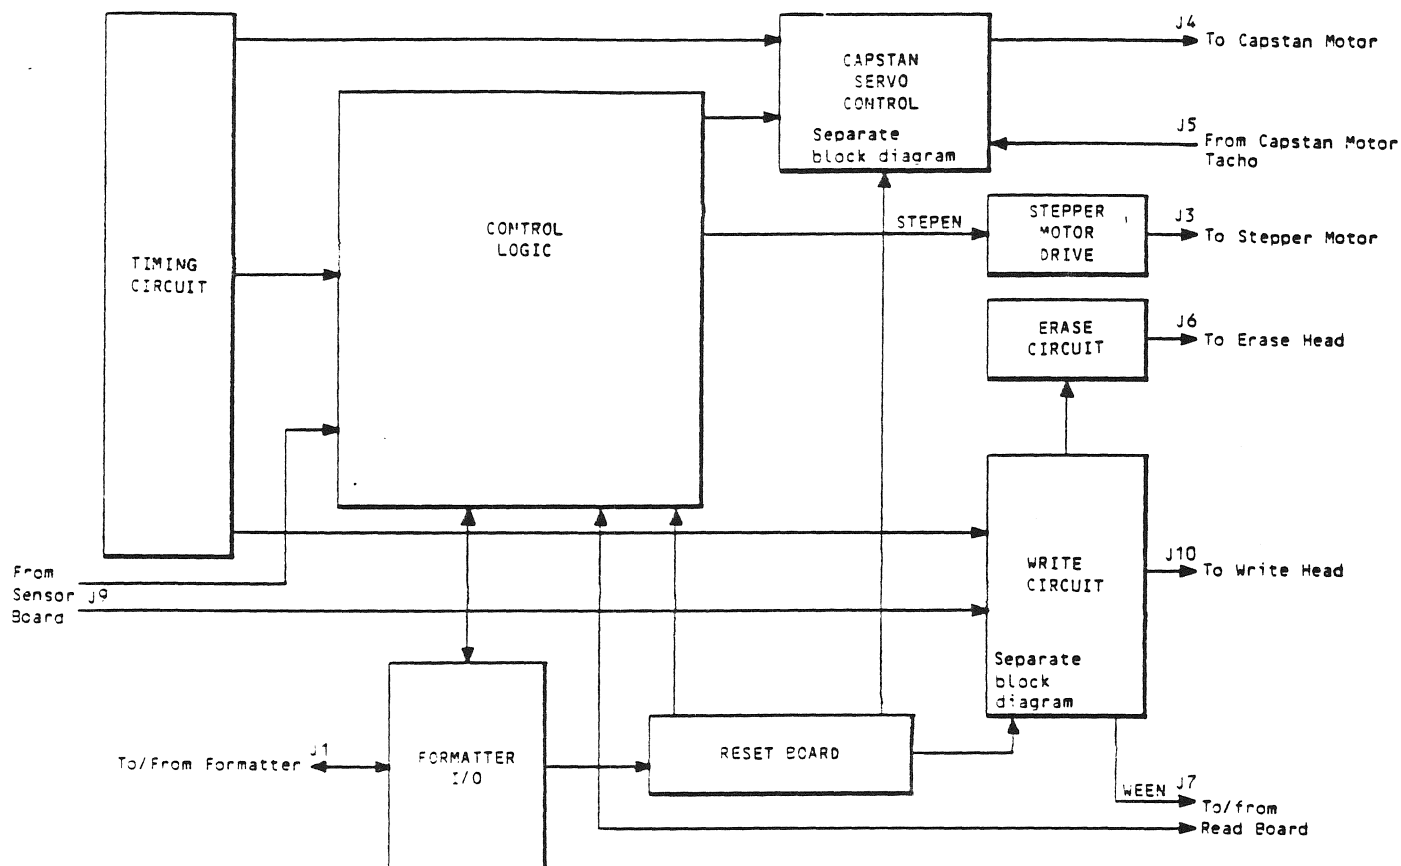 J4
To Capstan Motor
CAPSTAN
SERVO
CONTROL
Separate
block diagram
J5
From Capstan Motor
Tacho
CONTROL
LOGIC
STEPEN
STEPPER
MOTOR
DRIVE
J3
To Stepper Motor
TIMING
CIRCUIT
ERASE
CIRCUIT
J6
To Erase Head
From
Sensor J9
Board
WRITE
CIRCUIT
J10
To Write Head
Separate
block
diagram
J1
To/From Formatter
FORMATTER
I/O
RESET BOARD
WEEN J7
To/from
Read Board